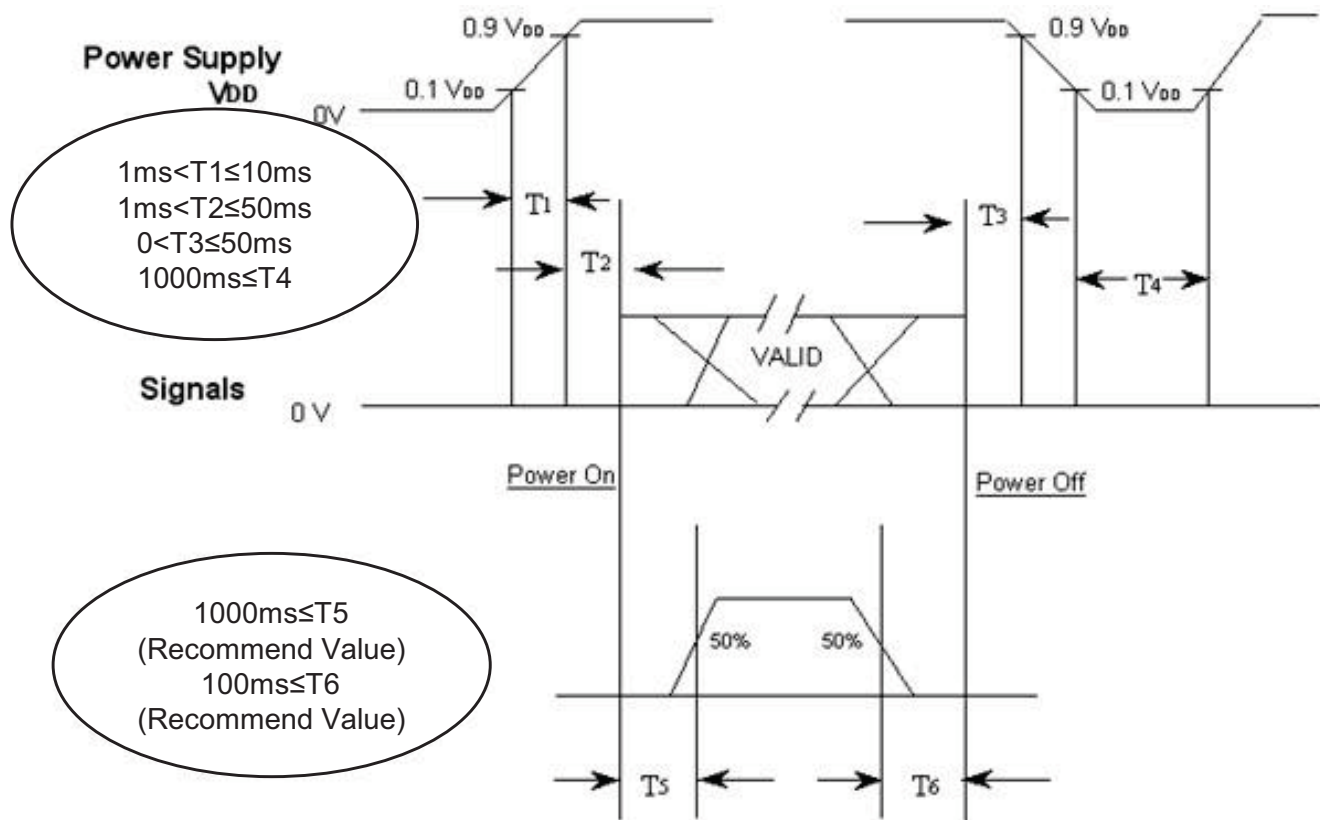 0.9 VDD
0.9 VDD
Power Supply
VDD
0.1 VDD
0.1 VDD
0V
1ms<T1≤10ms
1ms<T2≤50ms
0<T3≤50ms
1000ms≤T4
T1
T3
T2
T4
VALID
Signals
0 V
Power On
Power Off
1000ms≤T5
(Recommend Value)
100ms≤T6
(Recommend Value)
50%
50%
T5
T6